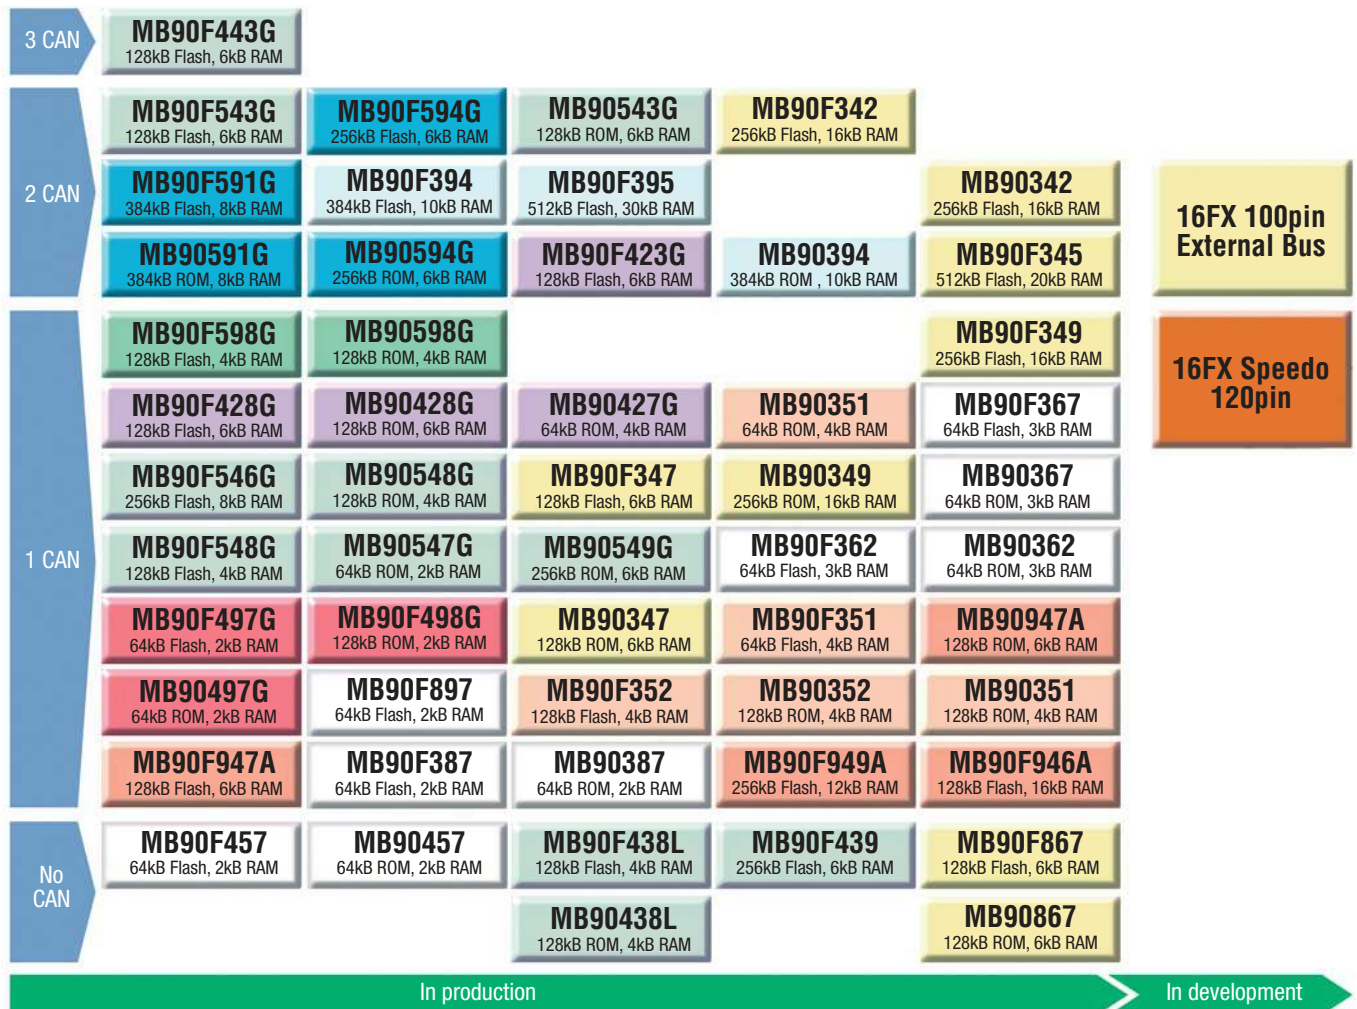 3 CAN
MB90F443G
128kB Flash, 6kB RAM
2 CAN
MB90F543G
128kB Flash, 6kB RAM
MB90F594G
256kB Flash, 6kB RAM
MB90543G
128kB ROM, 6kB RAM
MB90F342
256kB Flash, 16kB RAM
MB90F591G
384kB Flash, 8kB RAM
MB90F394
384kB Flash, 10kB RAM
MB90F395
512kB Flash, 30kB RAM
MB90342
256kB Flash, 16kB RAM
MB90591G
384kB ROM, 8kB RAM
MB90594G
256kB ROM, 6kB RAM
MB90F423G
128kB Flash, 6kB RAM
MB90394
384kB ROM , 10kB RAM
MB90F345
512kB Flash, 20kB RAM
16FX 100pin
External Bus
1 CAN
MB90F598G
128kB Flash, 4kB RAM
MB90598G
128kB ROM, 4kB RAM
MB90F349
256kB Flash, 16kB RAM
16FX Speedo
120pin
MB90F428G
128kB Flash, 6kB RAM
MB90428G
128kB ROM, 6kB RAM
MB90427G
64kB ROM, 4kB RAM
MB90351
64kB ROM, 4kB RAM
MB90F367
64kB Flash, 3kB RAM
MB90F546G
256kB Flash, 8kB RAM
MB90548G
128kB ROM, 4kB RAM
MB90F347
128kB Flash, 6kB RAM
MB90349
256kB ROM, 16kB RAM
MB90367
64kB ROM, 3kB RAM
MB90F548G
128kB Flash, 4kB RAM
MB90547G
64kB ROM, 2kB RAM
MB90549G
256kB ROM, 6kB RAM
MB90F362
64kB Flash, 3kB RAM
MB90362
64kB ROM, 3kB RAM
MB90F497G
64kB Flash, 2kB RAM
MB90F498G
128kB ROM, 2kB RAM
MB90347
128kB ROM, 6kB RAM
MB90F351
64kB Flash, 4kB RAM
MB90947A
128kB ROM, 6kB RAM
MB90497G
64kB ROM, 2kB RAM
MB90F897
64kB Flash, 2kB RAM
MB90F352
128kB Flash, 4kB RAM
MB90352
128kB ROM, 4kB RAM
MB90351
128kB ROM, 4kB RAM
MB90F947A
128kB Flash, 6kB RAM
MB90F387
64kB Flash, 2kB RAM
MB90387
64kB ROM, 2kB RAM
MB90F949A
256kB Flash, 12kB RAM
MB90F946A
128kB Flash, 16kB RAM
No
CAN
MB90F457
64kB Flash, 2kB RAM
MB90457
64kB ROM, 2kB RAM
MB90F438L
128kB Flash, 4kB RAM
MB90F439
256kB Flash, 6kB RAM
MB90F867
128kB Flash, 6kB RAM
MB90438L
128kB ROM, 4kB RAM
MB90867
128kB ROM, 6kB RAM
In production
In development